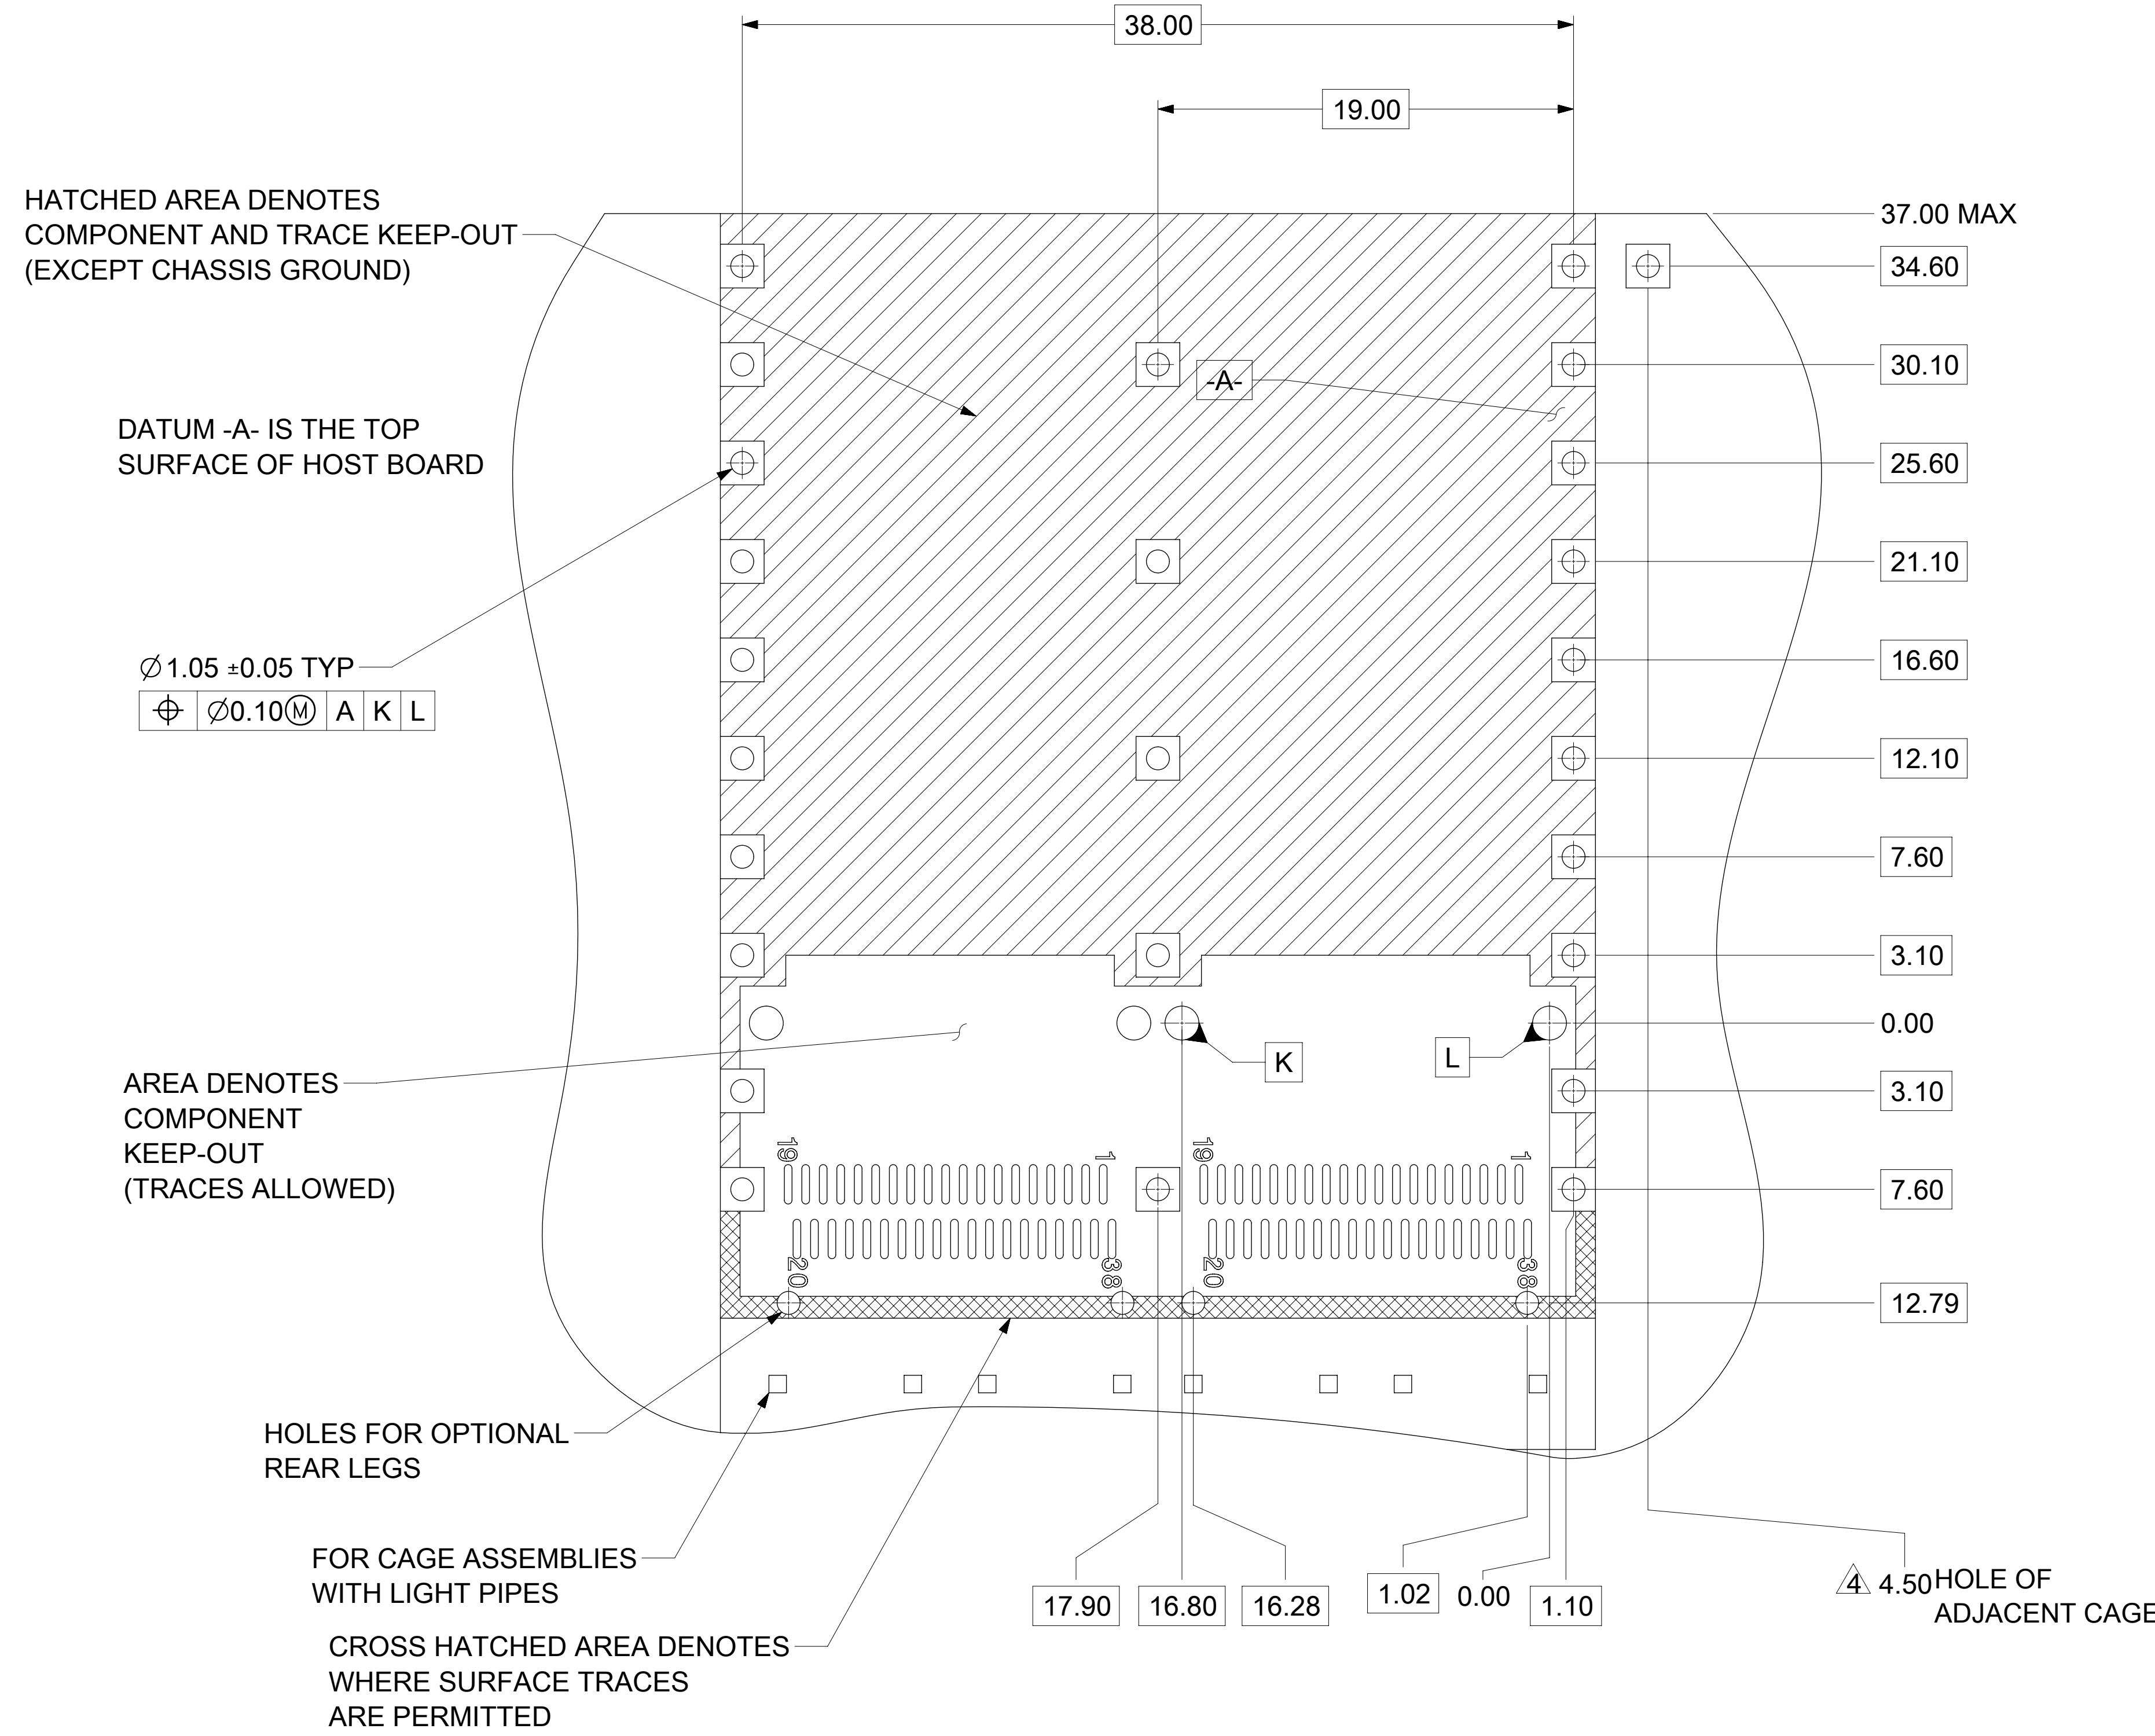 38.00
19.00
HATCHED AREA DENOTES
COMPONENT AND TRACE KEEP-OUT
(EXCEPT CHASSIS GROUND)
37.00 MAX
34.60
30.10
-A-
DATUM -A- IS THE TOP
SURFACE OF HOST BOARD
25.60
21.10
16.60
∅1.05 ±0.05 TYP
⌖ ∅0.10Ⓜ A K L
12.10
7.60
3.10
0.00
K
L
AREA DENOTES
COMPONENT
KEEP-OUT
(TRACES ALLOWED)
3.10
19 1 19 1
7.60
20 38 20 38
12.79
HOLES FOR OPTIONAL
REAR LEGS
FOR CAGE ASSEMBLIES
WITH LIGHT PIPES
17.90 16.80 16.28 1.02 0.00 1.10
4 4.50 HOLE OF
ADJACENT CAGE
CROSS HATCHED AREA DENOTES
WHERE SURFACE TRACES
ARE PERMITTED